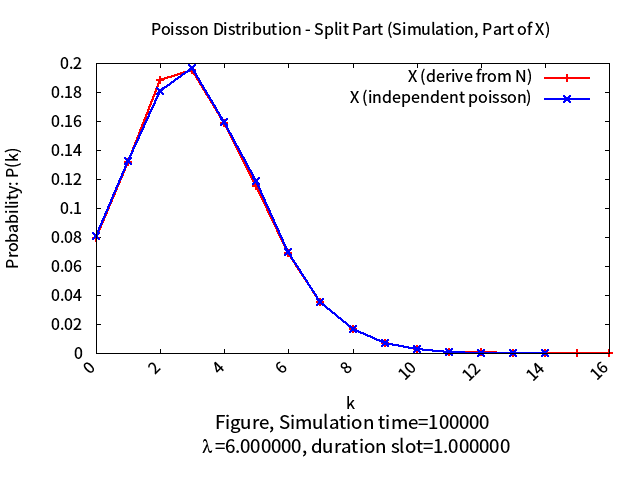 Poisson Distribution - Split Part (Simulation, Part of X)
X (derive from N)
X (independent poisson)
Probability: P(k)
0.2
0.18
0.16
0.14
0.12
0.1
0.08
0.06
0.04
0.02
0
0 2 4 6 8 10 12 14 16
k
Figure, Simulation time=100000
λ=6.000000, duration slot=1.000000